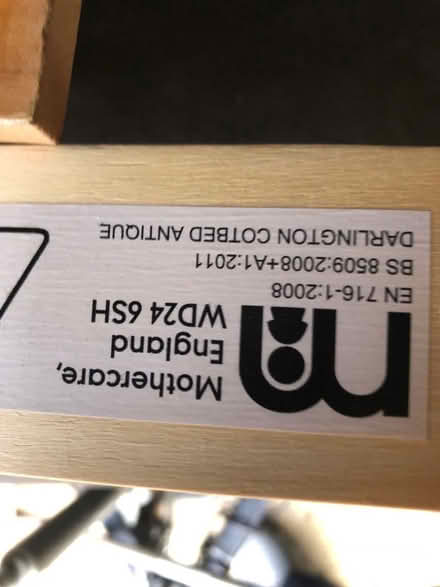 Mothercare,
England
WD24 6SH
EN 716-1:2008
BS 8509:2008+A1:2011
DARLINGTON COTBED ANTIQUE